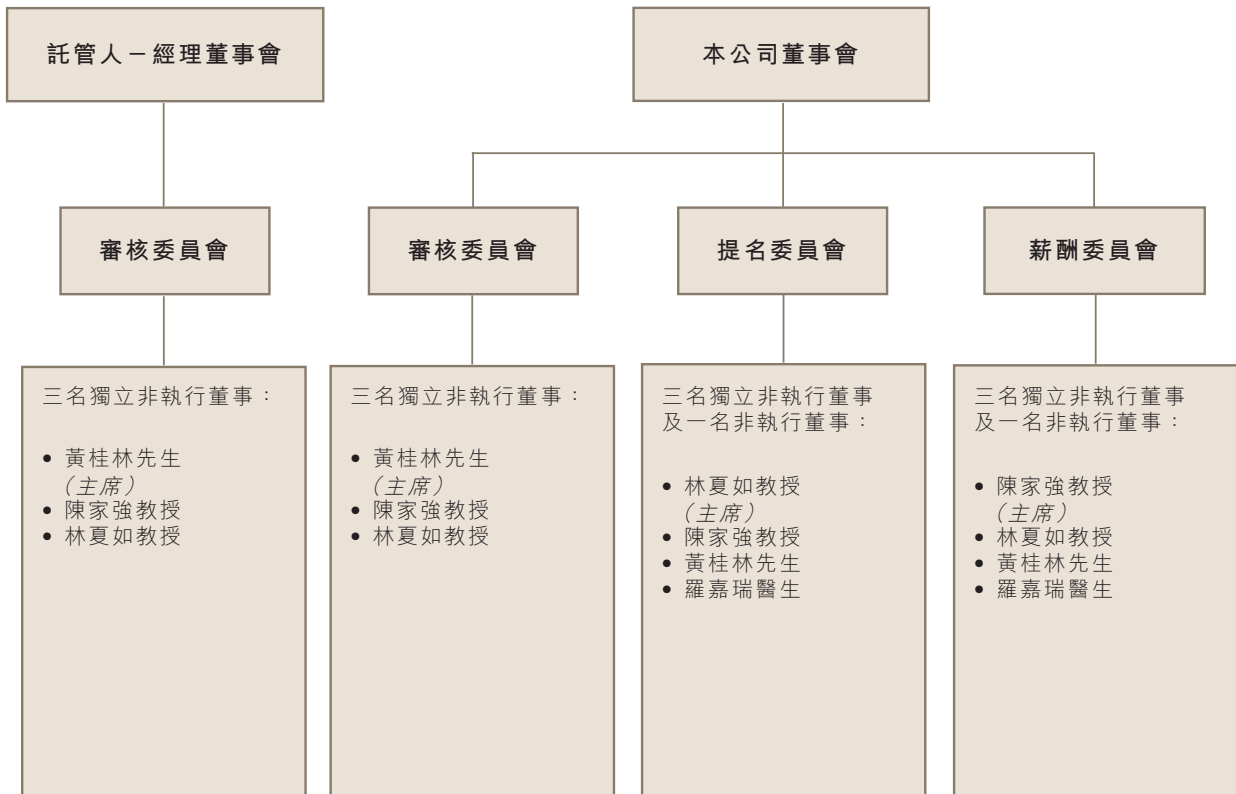 託管人－經理董事會
本公司董事會
審核委員會
審核委員會
提名委員會
薪酬委員會
三名獨立非執行董事：
• 黃桂林先生
（主席）
• 陳家強教授
• 林夏如教授
三名獨立非執行董事：
• 黃桂林先生
（主席）
• 陳家強教授
• 林夏如教授
三名獨立非執行董事
及一名非執行董事：
• 林夏如教授
（主席）
• 陳家強教授
• 黃桂林先生
• 羅嘉瑞醫生
三名獨立非執行董事
及一名非執行董事：
• 陳家強教授
（主席）
• 林夏如教授
• 黃桂林先生
• 羅嘉瑞醫生